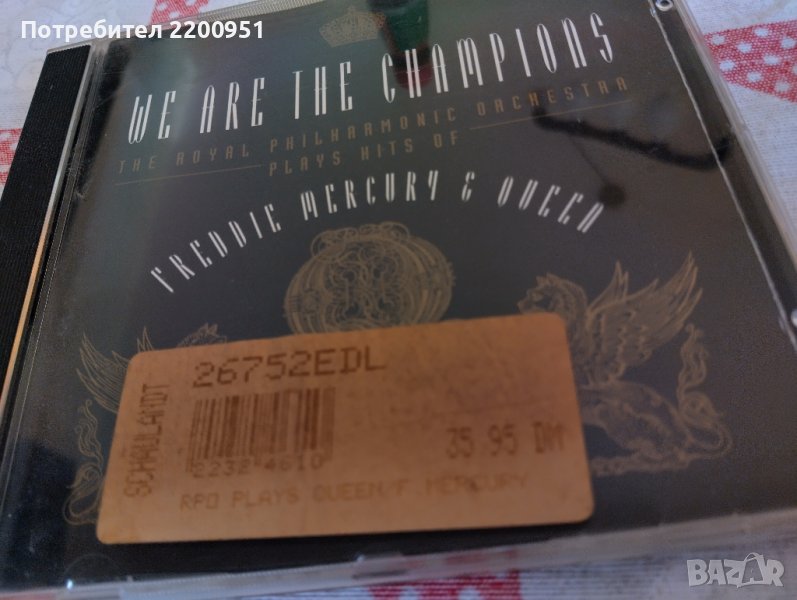 Потребител 2200951
WE ARE THE CHAMPIONS
THE ROYAL PHILHARMONIC ORCHESTRA
PLAYS HITS OF
FREDDIE MERCURY & QUEEN
SCHAULANDT
26752EDL
35 95 DM
RPO PLAYS QUEEN/F.MERCURY
BAZAR